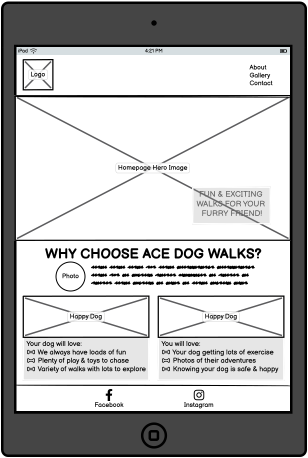 iPod 4:21 PM
Logo
About
Gallery
Contact
Homepage Hero Image
FUN & EXCITING
WALKS FOR YOUR
FURRY FRIEND!
WHY CHOOSE ACE DOG WALKS?
Photo
Happy Dog
Your dog will love:
We always have loads of fun
Plenty of play & toys to chase
Variety of walks with lots to explore
Happy Dog
You will love:
Your dog getting lots of exercise
Photos of their adventures
Knowing your dog is safe & happy
Facebook
Instagram